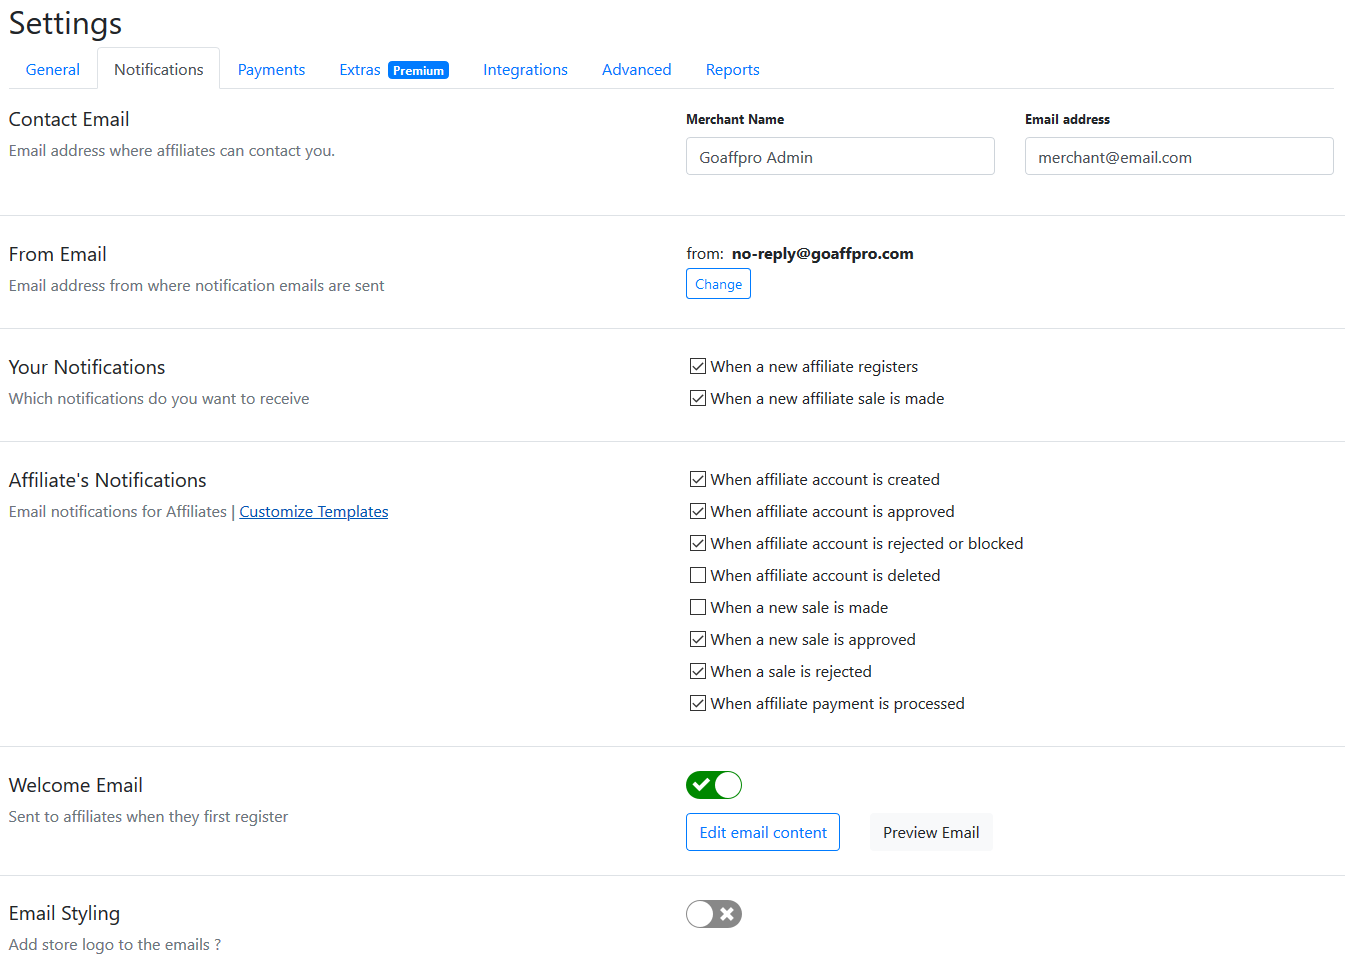 Settings
General Notifications Payments Extras Premium Integrations Advanced Reports
Contact Email
Email address where affiliates can contact you.
Merchant Name
Goaffpro Admin
Email address
merchant@email.com
From Email
Email address from where notification emails are sent
from: no-reply@goaffpro.com
Change
Your Notifications
Which notifications do you want to receive
When a new affiliate registers
When a new affiliate sale is made
Affiliate's Notifications
Email notifications for Affiliates | Customize Templates
When affiliate account is created
When affiliate account is approved
When affiliate account is rejected or blocked
When affiliate account is deleted
When a new sale is made
When a new sale is approved
When a sale is rejected
When affiliate payment is processed
Welcome Email
Sent to affiliates when they first register
Edit email content
Preview Email
Email Styling
Add store logo to the emails ?